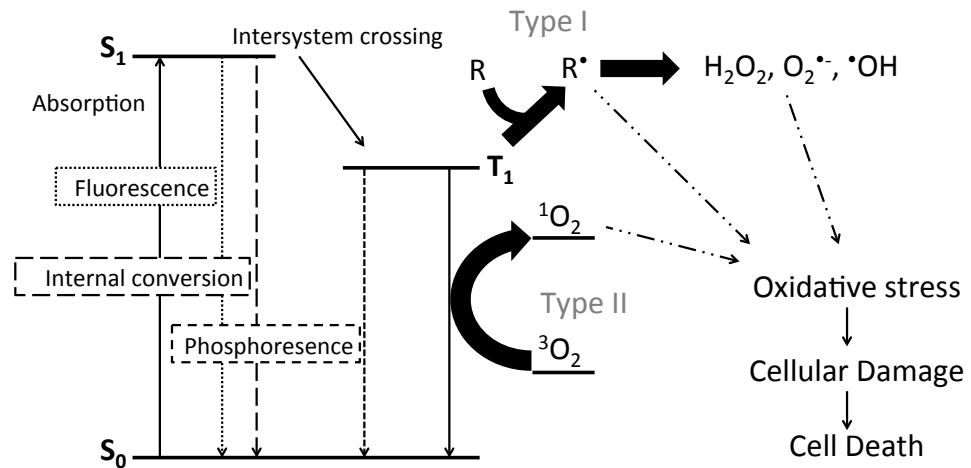 Intersystem crossing
Type I
S₁
R
R•
H₂O₂, O₂•⁻, •OH
Absorption
T₁
Fluorescence
¹O₂
Internal conversion
Oxidative stress
Type II
Phosphoresence
³O₂
Cellular Damage
S₀
Cell Death